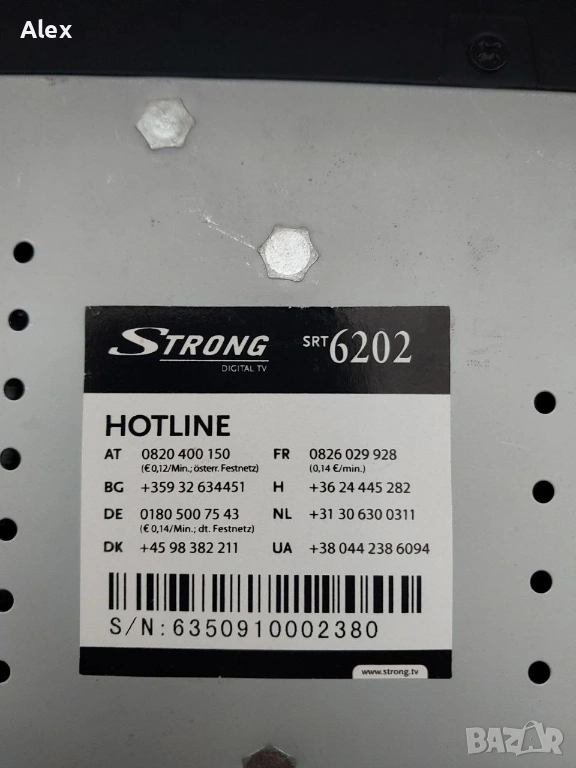 Alex
STRONG
DIGITAL TV
SRT 6202
HOTLINE
AT 0820 400 150 FR 0826 029 928
(€ 0,12/Min.; österr. Festnetz) (0,14 €/min.)
BG +359 32 634451 H +36 24 445 282
DE 0180 500 75 43 NL +31 30 630 0311
(€ 0,14/Min.; dt. Festnetz)
DK +45 98 382 211 UA +38 044 238 6094
S/N: 6350910002380
www.strong.tv
BAZAR